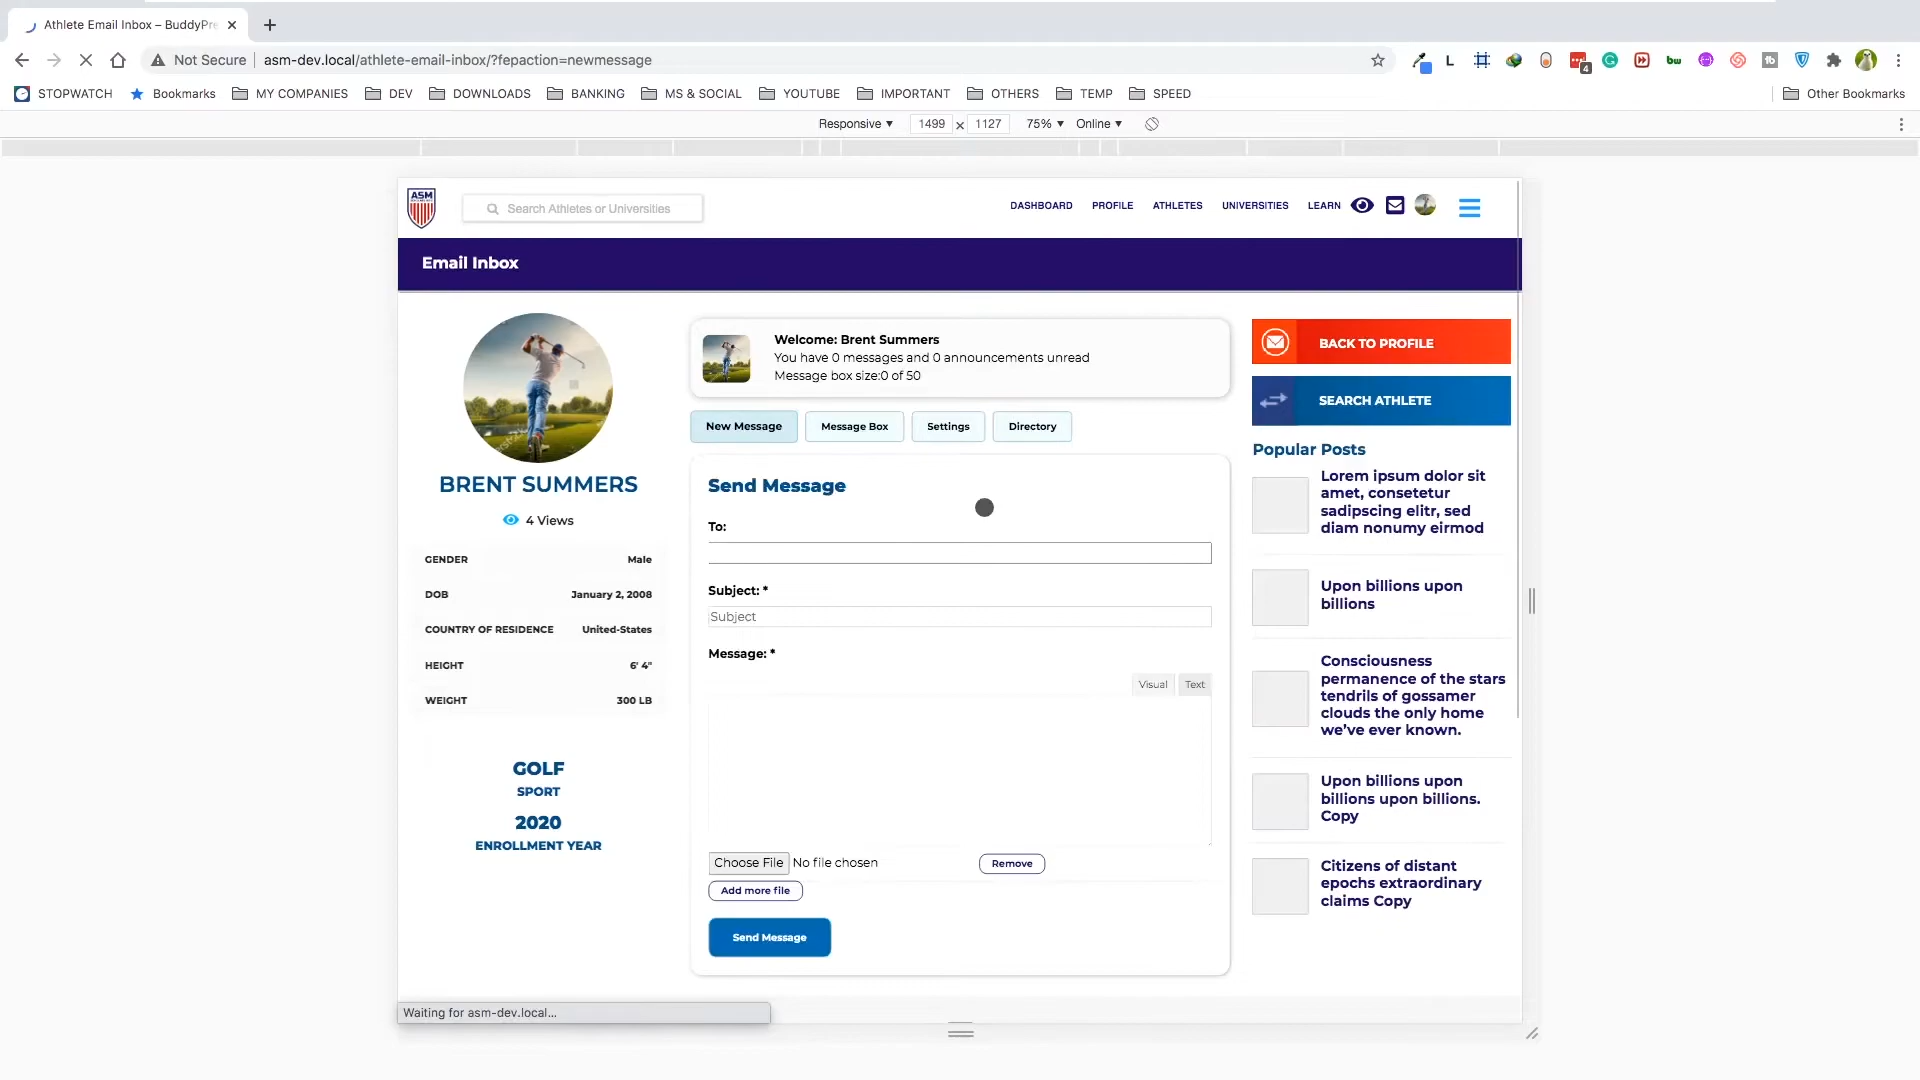 Athlete Email Inbox – BuddyPre
Not Secure
asm-dev.local/athlete-email-inbox/?fepaction=newmessage
L
4
bw
STOPWATCH
Bookmarks
MY COMPANIES
DEV
DOWNLOADS
BANKING
MS & SOCIAL
YOUTUBE
IMPORTANT
OTHERS
TEMP
SPEED
Other Bookmarks
Responsive ▼
1499 x 1127
75% ▼
Online ▼
ASM
Search Athletes or Universities
DASHBOARD
PROFILE
ATHLETES
UNIVERSITIES
LEARN
Email Inbox
BRENT SUMMERS
4 Views
GENDER Male
DOB January 2, 2008
COUNTRY OF RESIDENCE United-States
HEIGHT 6' 4"
WEIGHT 300 LB
GOLF
SPORT
2020
ENROLLMENT YEAR
Welcome: Brent Summers
You have 0 messages and 0 announcements unread
Message box size:0 of 50
New Message
Message Box
Settings
Directory
Send Message
To:
Subject: *
Subject
Message: *
Visual
Text
Choose File No file chosen
Remove
Add more file
Send Message
BACK TO PROFILE
SEARCH ATHLETE
Popular Posts
Lorem ipsum dolor sit
amet, consetetur
sadipscing elitr, sed
diam nonumy eirmod
Upon billions upon
billions
Consciousness
permanence of the stars
tendrils of gossamer
clouds the only home
we've ever known.
Upon billions upon
billions upon billions.
Copy
Citizens of distant
epochs extraordinary
claims Copy
Waiting for asm-dev.local...